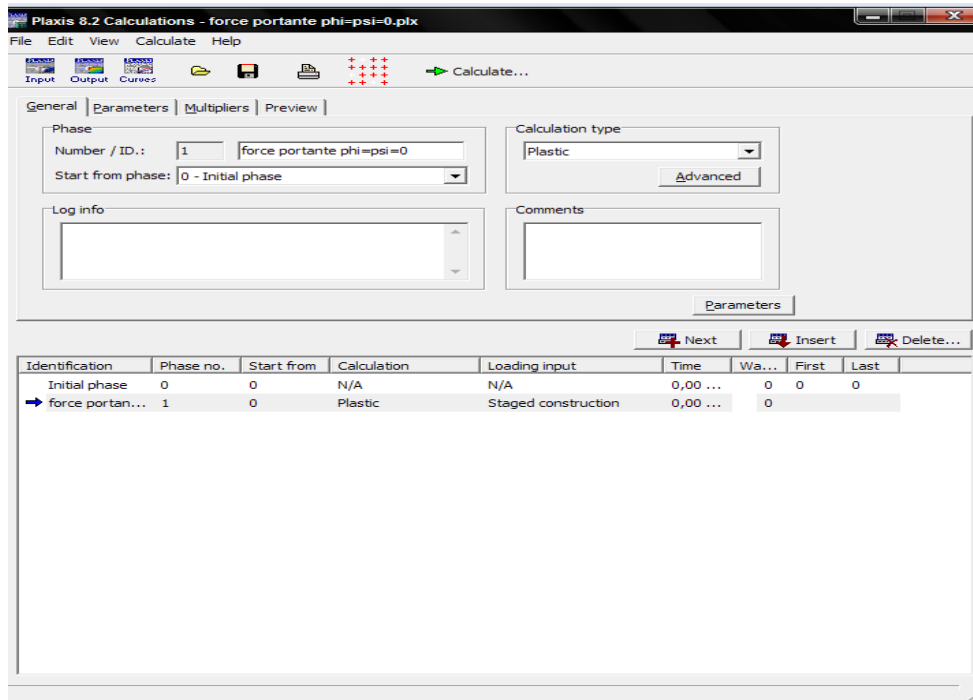 Plaxis 8.2 Calculations - force portante phi=psi=0.plx
File Edit View Calculate Help
Input Output Curves Calculate...
General Parameters Multipliers Preview
Phase Calculation type
Number / ID.: 1 force portante phi=psi=0 Plastic
Start from phase: 0 - Initial phase Advanced
Log info Comments
Parameters
Next Insert Delete...
Identification Phase no. Start from Calculation Loading input Time Wa... First Last
Initial phase 0 0 N/A N/A 0,00 ... 0 0 0
force portan... 1 0 Plastic Staged construction 0,00 ... 0